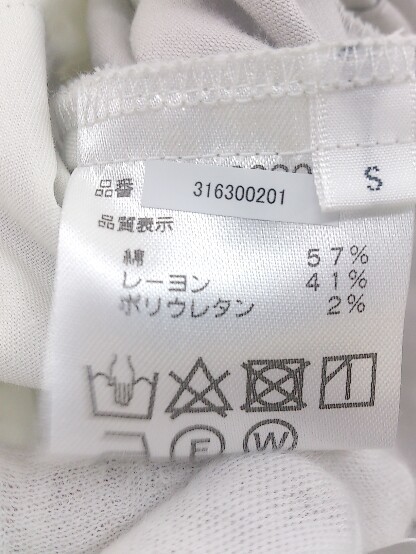 品番 316300201
S
品質表示
綿 57%
レーヨン 41%
ポリウレタン 2%
F W